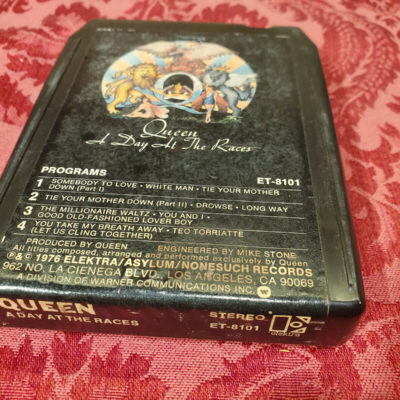 Queen
A Day At The Races
PROGRAMS ET-8101
1 SOMEBODY TO LOVE • WHITE MAN • TIE YOUR MOTHER
DOWN (Part I)
2 TIE YOUR MOTHER DOWN (Part II) • DROWSE • LONG WAY
3 THE MILLIONAIRE WALTZ • YOU AND I •
GOOD OLD-FASHIONED LOVER BOY
4 YOU TAKE MY BREATH AWAY • TEO TORRIATTE
(LET US CLING TOGETHER)
PRODUCED BY QUEEN ENGINEERED BY MIKE STONE
All titles composed, arranged and performed exclusively by Queen
℗ & © 1976 ELEKTRA/ASYLUM/NONESUCH RECORDS
962 NO. LA CIENEGA BLVD., LOS ANGELES, CA 90069
A DIVISION OF WARNER COMMUNICATIONS INC.
QUEEN STEREO
A DAY AT THE RACES ET-8101
elektra